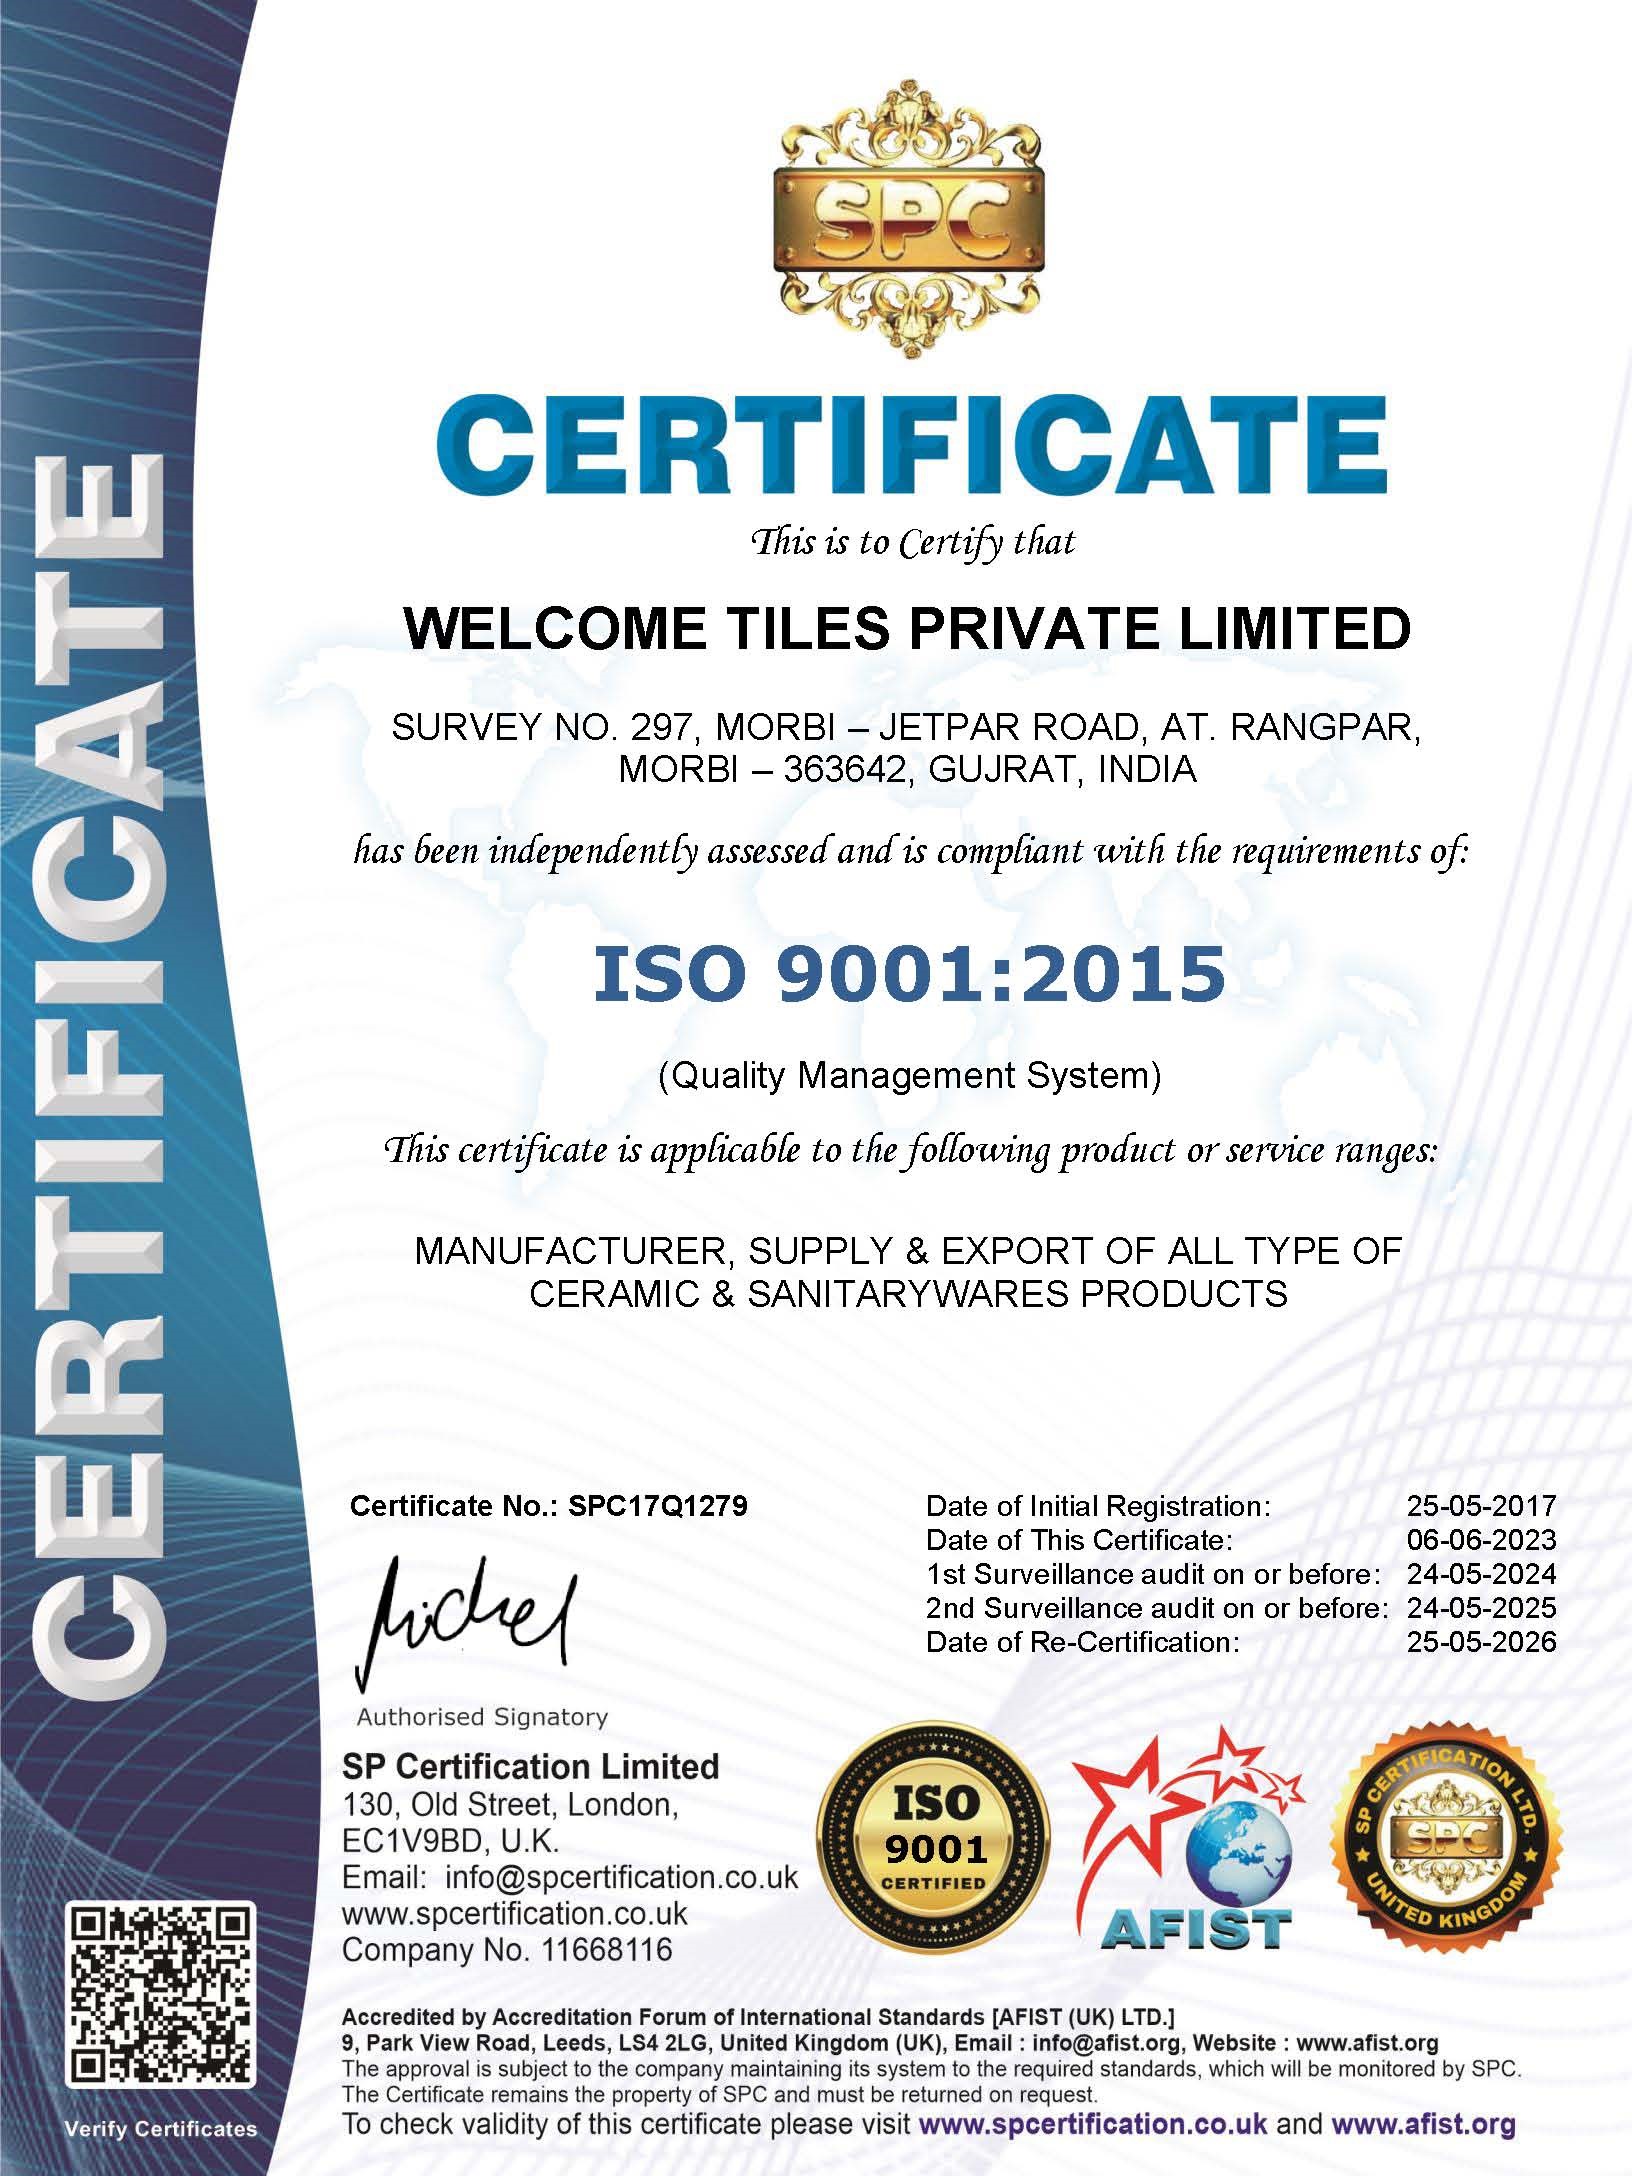 CERTIFICATE
SPC
CERTIFICATE
This is to Certify that
WELCOME TILES PRIVATE LIMITED
SURVEY NO. 297, MORBI – JETPAR ROAD, AT. RANGPAR,
MORBI – 363642, GUJRAT, INDIA
has been independently assessed and is compliant with the requirements of:
ISO 9001:2015
(Quality Management System)
This certificate is applicable to the following product or service ranges:
MANUFACTURER, SUPPLY & EXPORT OF ALL TYPE OF
CERAMIC & SANITARYWARES PRODUCTS
Certificate No.: SPC17Q1279
Date of Initial Registration: 25-05-2017
Date of This Certificate: 06-06-2023
1st Surveillance audit on or before: 24-05-2024
2nd Surveillance audit on or before: 24-05-2025
Date of Re-Certification: 25-05-2026
Michel
Authorised Signatory
SP Certification Limited
130, Old Street, London,
EC1V9BD, U.K.
Email: info@spcertification.co.uk
www.spcertification.co.uk
Company No. 11668116
ISO
9001
CERTIFIED
AFIST
SP CERTIFICATION LTD.
SPC
UNITED KINGDOM
Accredited by Accreditation Forum of International Standards [AFIST (UK) LTD.]
9, Park View Road, Leeds, LS4 2LG, United Kingdom (UK), Email : info@afist.org, Website : www.afist.org
The approval is subject to the company maintaining its system to the required standards, which will be monitored by SPC.
The Certificate remains the property of SPC and must be returned on request.
To check validity of this certificate please visit www.spcertification.co.uk and www.afist.org
Verify Certificates